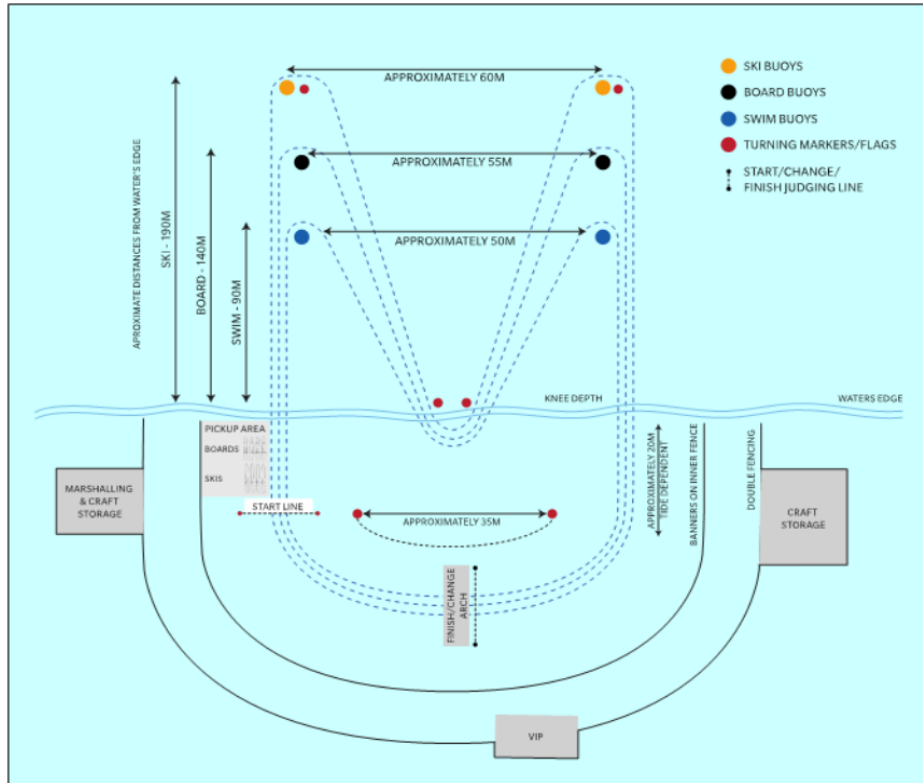 APPROXIMATELY 60M
SKI BUOYS
BOARD BUOYS
SWIM BUOYS
TURNING MARKERS/FLAGS
START/CHANGE/
FINISH JUDGING LINE
APPROXIMATELY 55M
APPROXIMATELY 50M
APROXIMATE DISTANCES FROM WATER'S EDGE
SKI - 190M
BOARD - 140M
SWIM - 90M
KNEE DEPTH
WATERS EDGE
PICKUP AREA
BOARDS
SKIS
MARSHALLING
& CRAFT
STORAGE
START LINE
APPROXIMATELY 35M
APPROXIMATELY 20M
TIDE DEPENDENT
BANNERS ON INNER FENCE
DOUBLE FENCING
CRAFT
STORAGE
FINISH/CHANGE
ARCH
VIP